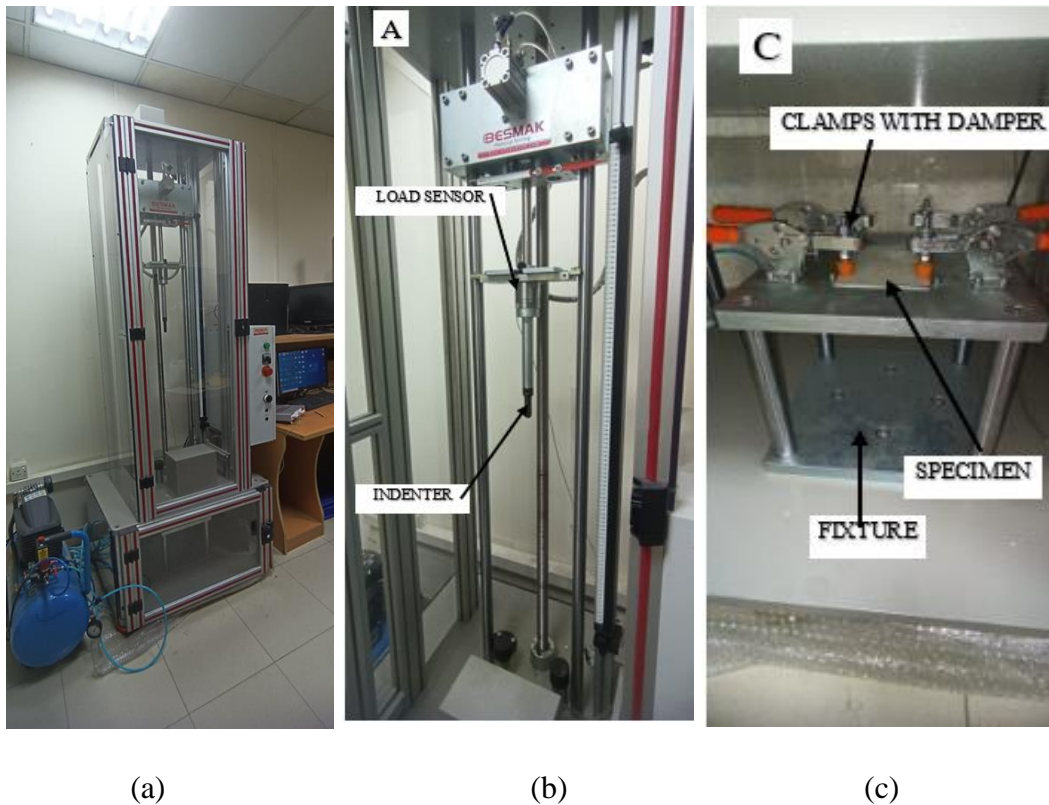 A
BESMAK
LOAD SENSOR
INDENTER
C
CLAMPS WITH DAMPER
SPECIMEN
FIXTURE
(a)
(b)
(c)